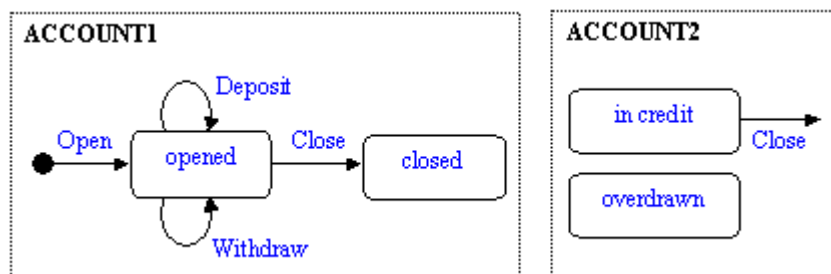 ACCOUNT1
Deposit
Open
opened
Close
closed
Withdraw
ACCOUNT2
in credit
Close
overdrawn